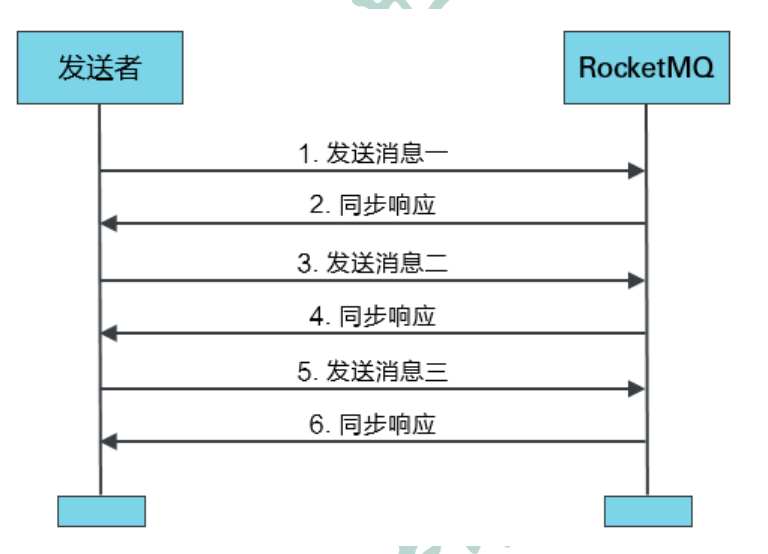 发送者
RocketMQ
1. 发送消息一
2. 同步响应
3. 发送消息二
4. 同步响应
5. 发送消息三
6. 同步响应